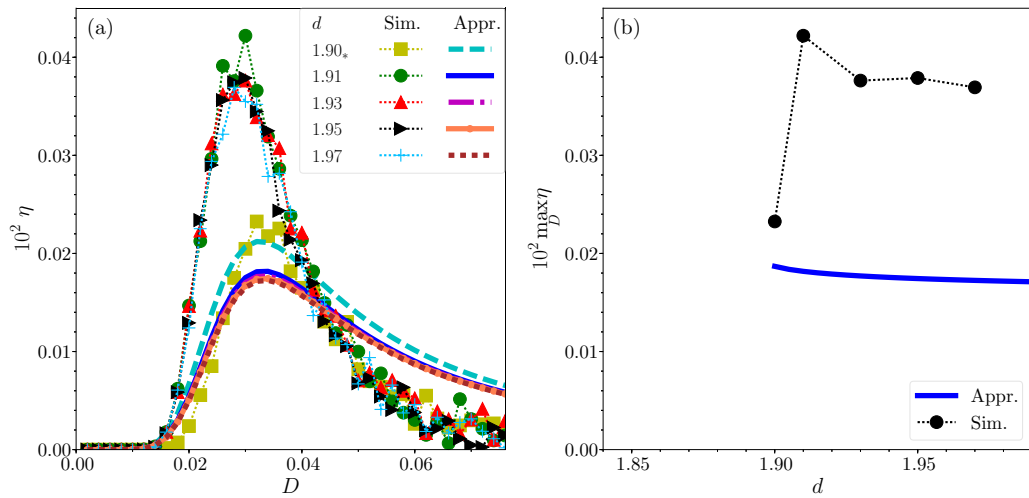 (a)
d Sim. Appr.
1.90*
1.91
1.93
1.95
1.97
0.04
0.03
0.02
0.01
0.00
10² η
0.00 0.02 0.04 0.06
D
(b)
0.04
0.03
0.02
0.01
0.00
10² max η
D
Appr.
Sim.
1.85 1.90 1.95
d